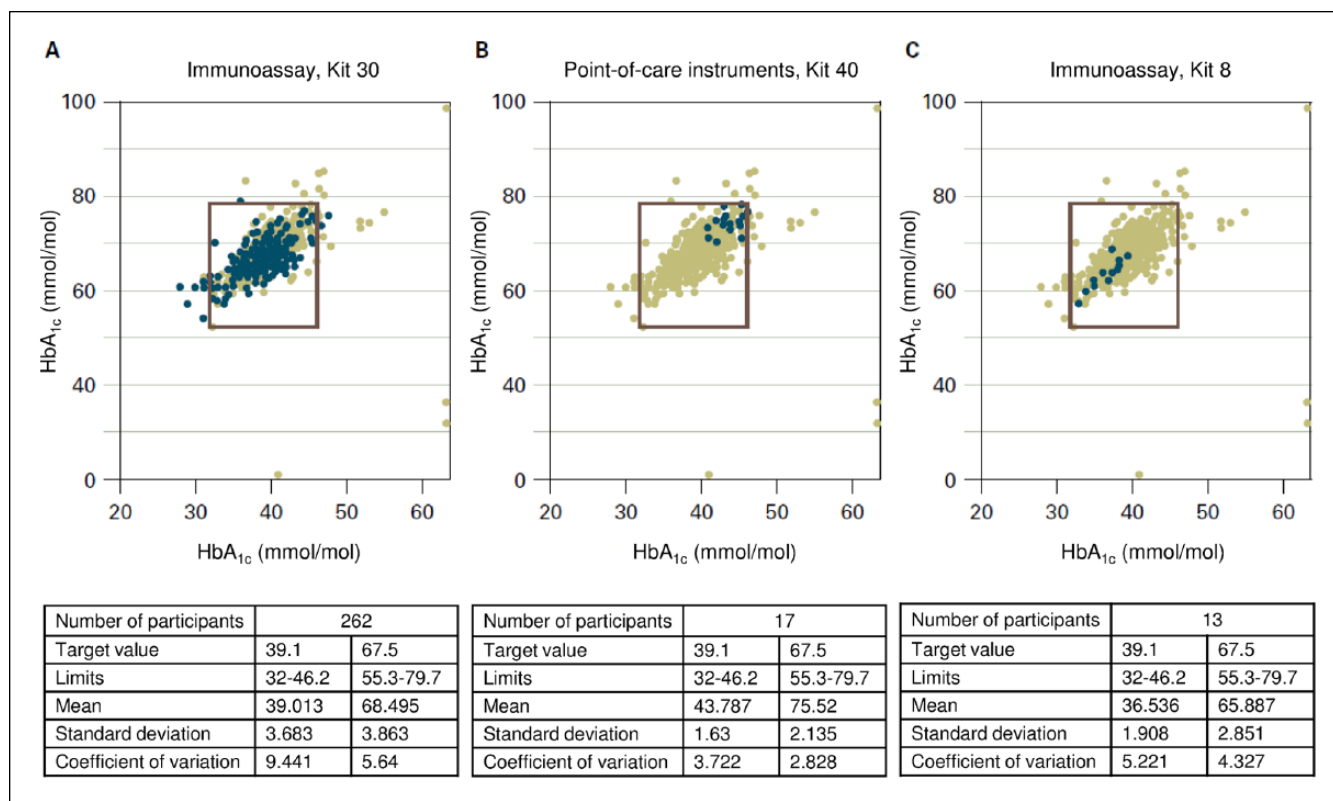 A
Immunoassay, Kit 30
HbA1c (mmol/mol)
100
80
60
40
20
0
20 30 40 50 60
HbA1c (mmol/mol)
B
Point-of-care instruments, Kit 40
HbA1c (mmol/mol)
100
80
60
40
0
20 30 40 50 60
HbA1c (mmol/mol)
C
Immunoassay, Kit 8
HbA1c (mmol/mol)
100
80
60
40
20
0
20 30 40 50 60
HbA1c (mmol/mol)
Number of participants 262
Target value 39.1 67.5
Limits 32-46.2 55.3-79.7
Mean 39.013 68.495
Standard deviation 3.683 3.863
Coefficient of variation 9.441 5.64
Number of participants 17
Target value 39.1 67.5
Limits 32-46.2 55.3-79.7
Mean 43.787 75.52
Standard deviation 1.63 2.135
Coefficient of variation 3.722 2.828
Number of participants 13
Target value 39.1 67.5
Limits 32-46.2 55.3-79.7
Mean 36.536 65.887
Standard deviation 1.908 2.851
Coefficient of variation 5.221 4.327